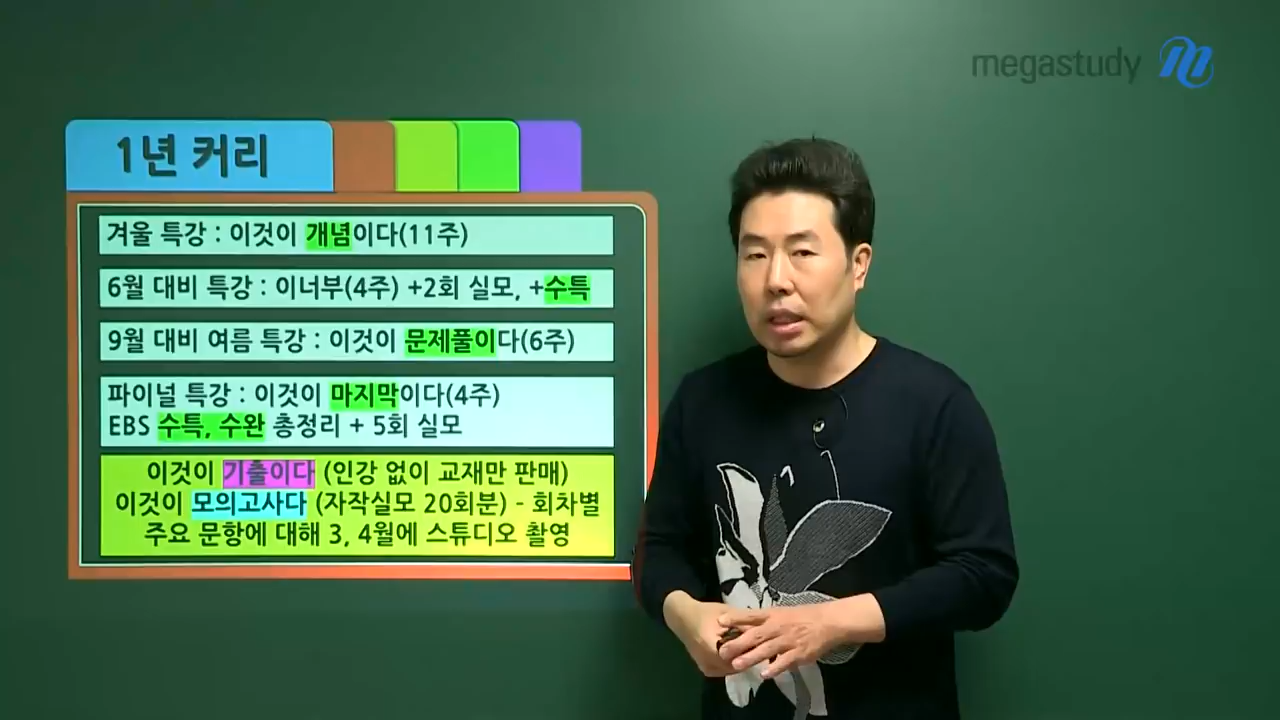 megastudy
1년 커리
겨울 특강 : 이것이 개념이다(11주)
6월 대비 특강 : 이너부(4주) +2회 실모, +수특
9월 대비 여름 특강 : 이것이 문제풀이다(6주)
파이널 특강 : 이것이 마지막이다(4주)
EBS 수특, 수완 총정리 + 5회 실모
이것이 기출이다 (인강 없이 교재만 판매)
이것이 모의고사다 (자작실모 20회분) - 회차별
주요 문항에 대해 3, 4월에 스튜디오 촬영